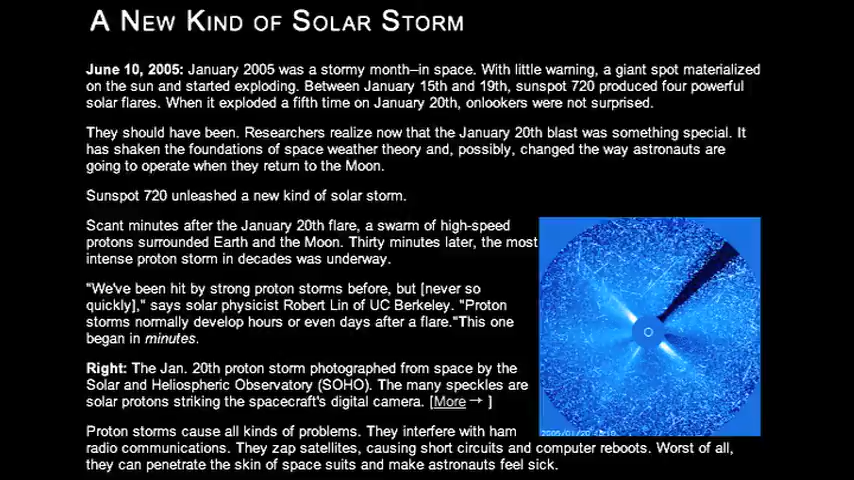 A New Kind of Solar Storm
June 10, 2005: January 2005 was a stormy month–in space. With little warning, a giant spot materialized
on the sun and started exploding. Between January 15th and 19th, sunspot 720 produced four powerful
solar flares. When it exploded a fifth time on January 20th, onlookers were not surprised.
They should have been. Researchers realize now that the January 20th blast was something special. It
has shaken the foundations of space weather theory and, possibly, changed the way astronauts are
going to operate when they return to the Moon.
Sunspot 720 unleashed a new kind of solar storm.
Scant minutes after the January 20th flare, a swarm of high-speed
protons surrounded Earth and the Moon. Thirty minutes later, the most
intense proton storm in decades was underway.
"We've been hit by strong proton storms before, but [never so
quickly]," says solar physicist Robert Lin of UC Berkeley. "Proton
storms normally develop hours or even days after a flare."This one
began in minutes.
Right: The Jan. 20th proton storm photographed from space by the
Solar and Heliospheric Observatory (SOHO). The many speckles are
solar protons striking the spacecraft's digital camera. [More → ]
Proton storms cause all kinds of problems. They interfere with ham
radio communications. They zap satellites, causing short circuits and computer reboots. Worst of all,
they can penetrate the skin of space suits and make astronauts feel sick.
2005/01/20